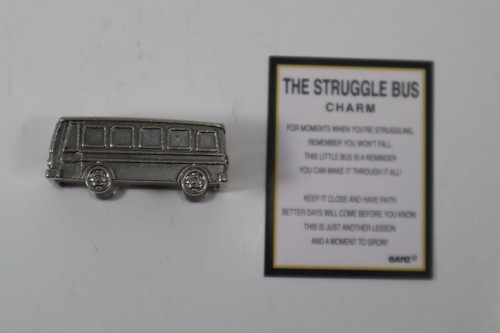 THE STRUGGLE BUS
CHARM
FOR MOMENTS WHEN YOU'RE STRUGGLING,
REMEMBER YOU WON'T FALL,
THIS LITTLE BUS IS A REMINDER
YOU CAN MAKE IT THROUGH IT ALL!
KEEP IT CLOSE AND HAVE FAITH
BETTER DAYS WILL COME BEFORE YOU KNOW
THIS IS JUST ANOTHER LESSON
AND A MOMENT TO GROW!
GANZ